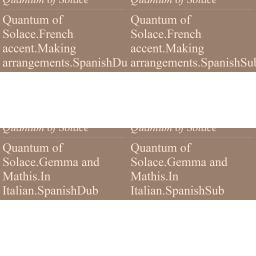 Quantum of Solace Quantum of Solace
Quantum of
Solace.French
accent.Making
arrangements.SpanishDu
Quantum of
Solace.French
accent.Making
arrangements.SpanishSub
Quantum of Solace Quantum of Solace
Quantum of
Solace.Gemma and
Mathis.In
Italian.SpanishDub
Quantum of
Solace.Gemma and
Mathis.In
Italian.SpanishSub